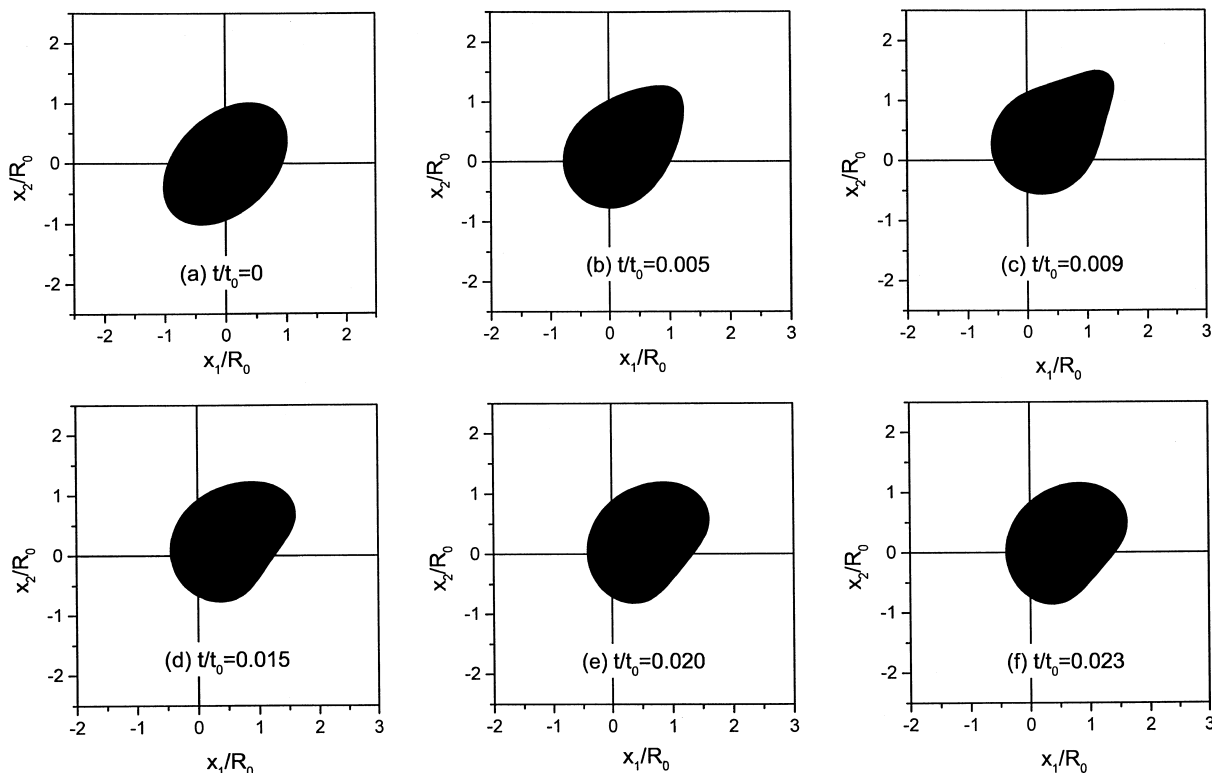 2
1
0
-1
-2
x₂/R₀
(a) t/t₀=0
-1 0 1 2
x₁/R₀
2
1
0
-1
-2
x₂/R₀
(b) t/t₀=0.005
-2 -1 0 1 2 3
x₁/R₀
2
1
0
-1
-2
x₂/R₀
(c) t/t₀=0.009
-2 -1 0 1 2 3
x₁/R₀
2
1
0
-1
-2
x₂/R₀
(d) t/t₀=0.015
-2 -1 0 1 2 3
x₁/R₀
2
1
0
-1
-2
x₂/R₀
(e) t/t₀=0.020
-2 -1 0 1 2 3
x₁/R₀
2
1
0
-1
-2
x₂/R₀
(f) t/t₀=0.023
-2 -1 0 1 2 3
x₁/R₀